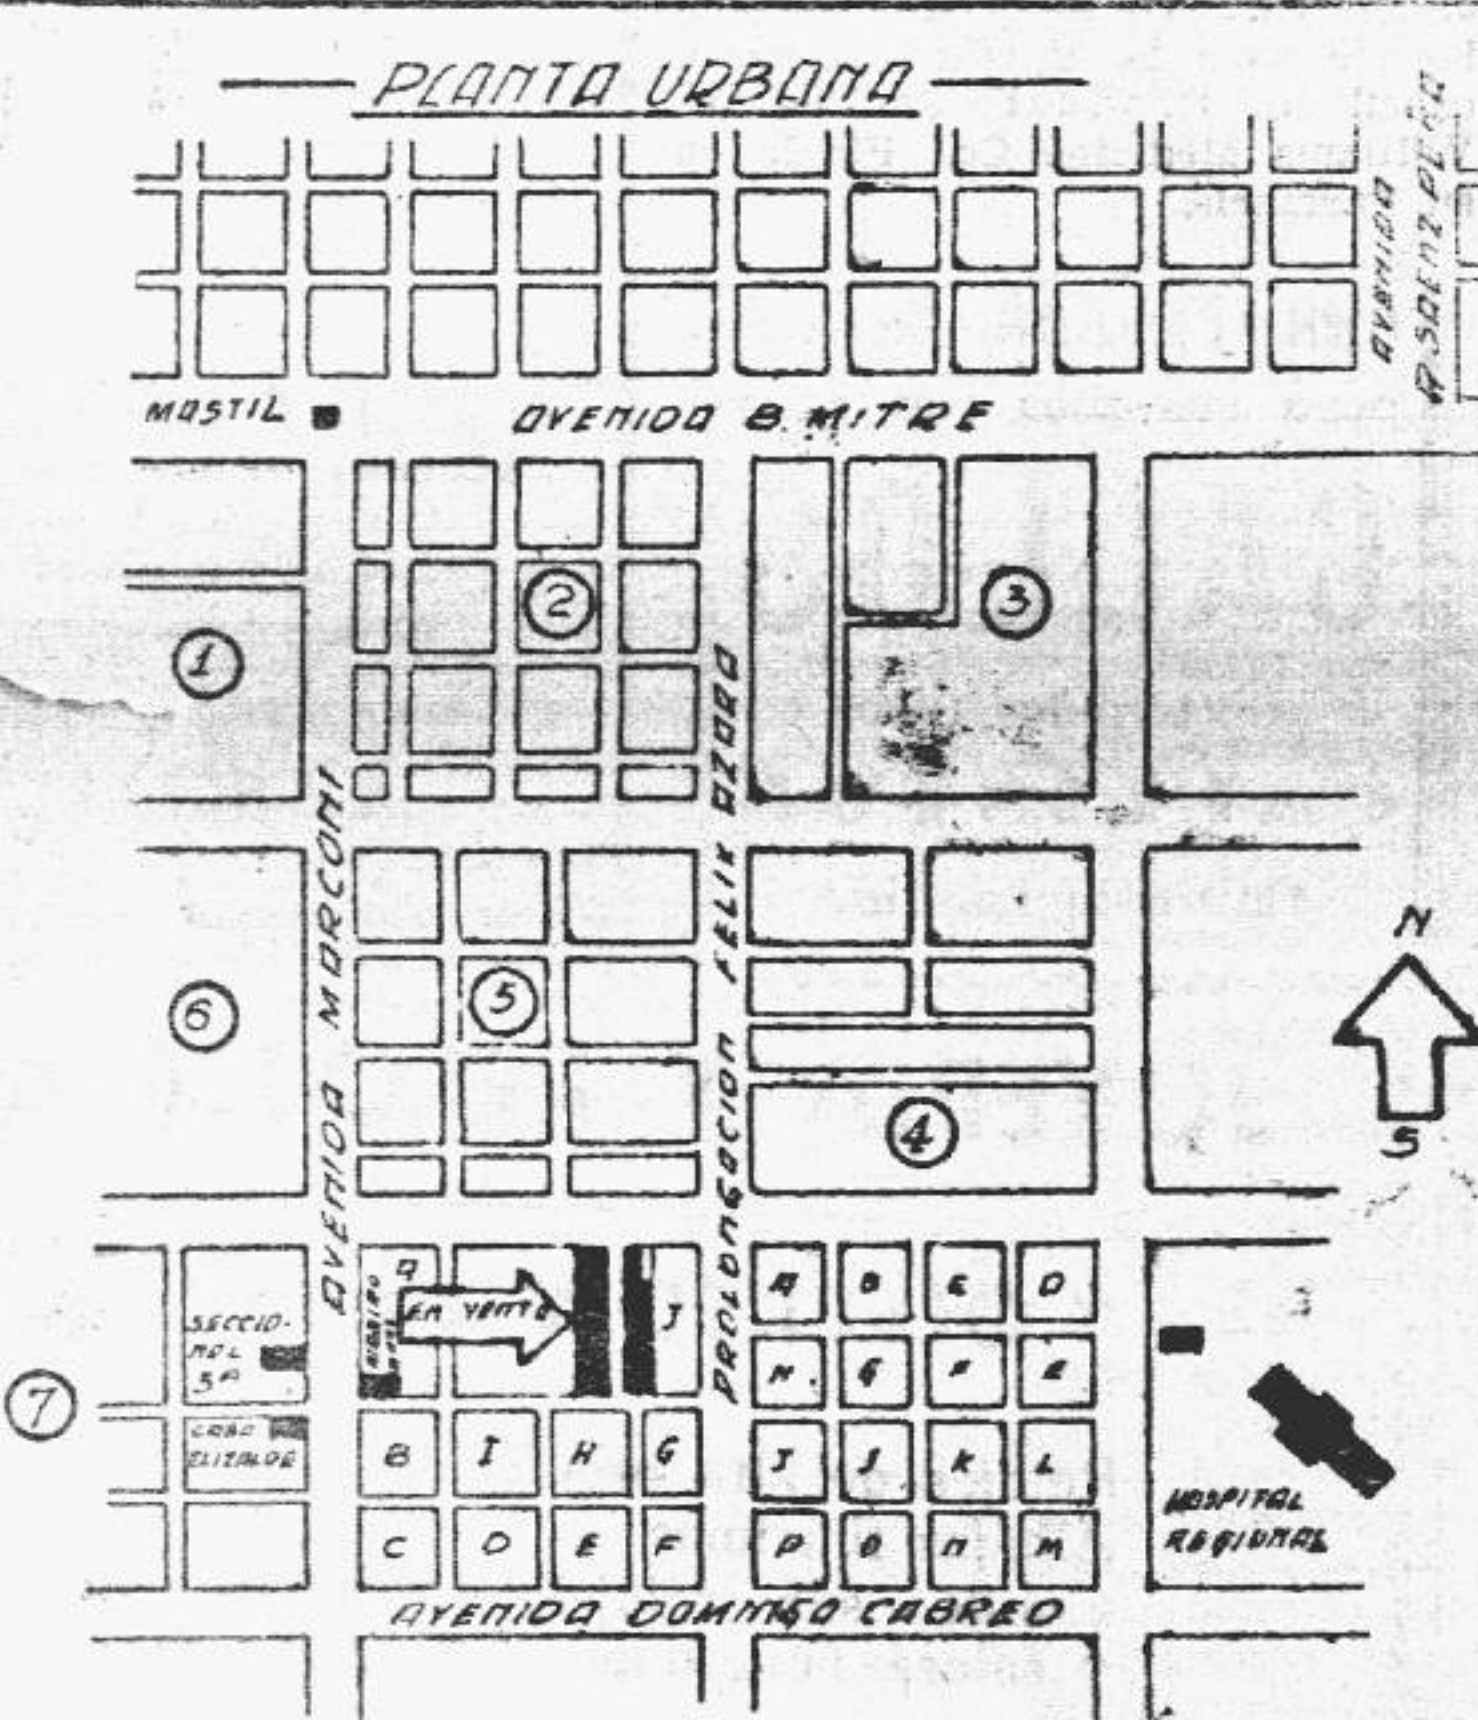 PLANTA URBANA
AVENIDA
R. SAENZ PEÑA
MASTIL
AVENIDA B. MITRE
2
3
1
AVENIDA MARCONI
PROLONGACION FELIX AZARA
N
6
5
4
S
A
EN VENTA
J
A B E D
SECCIO-
NAL
5ª
H. G F E
7
CABO
ELIZALDE
B I H G
I J K L
HOSPITAL
REGIONAL
C D E F
P O N M
AVENIDA DOMINGO CABRED